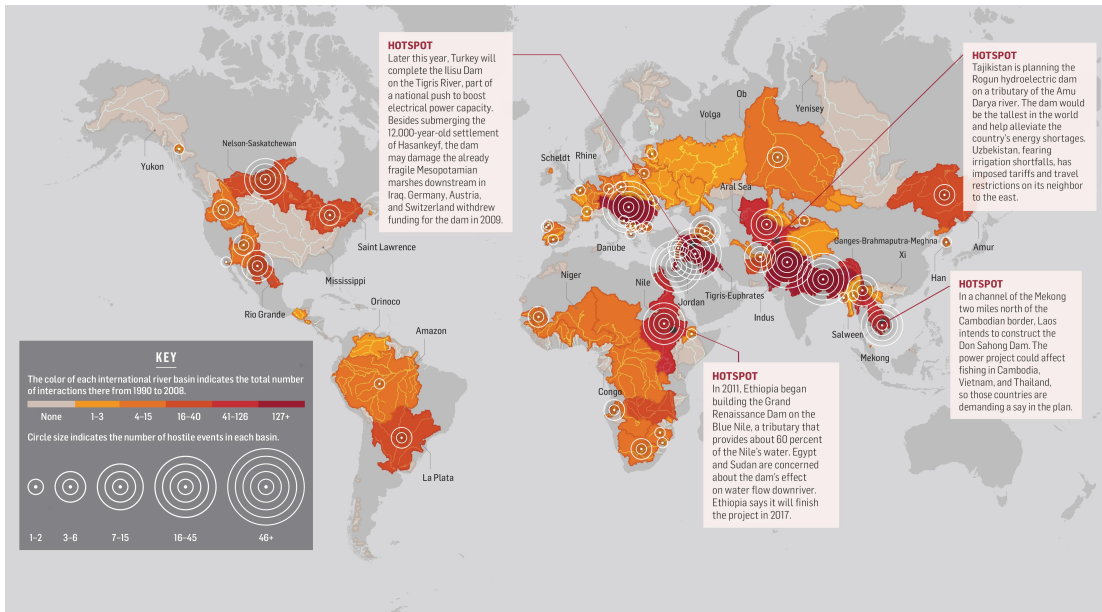 HOTSPOT
Later this year, Turkey will
complete the Ilisu Dam
on the Tigris River, part of
a national push to boost
electrical power capacity.
Besides submerging the
12,000-year-old settlement
of Hasankeyf, the dam
may damage the already
fragile Mesopotamian
marshes downstream in
Iraq. Germany, Austria,
and Switzerland withdrew
funding for the dam in 2009.
HOTSPOT
Tajikistan is planning the
Rogun hydroelectric dam
on a tributary of the Amu
Darya river. The dam would
be the tallest in the world
and help alleviate the
country's energy shortages.
Uzbekistan, fearing
irrigation shortfalls, has
imposed tariffs and travel
restrictions on its neighbor
to the east.
Ob
Yenisey
Volga
Nelson-Saskatchewan
Yukon
Scheldt
Rhine
Aral Sea
Saint Lawrence
Danube
Ganges-Brahmaputra-Meghna
Amur
Xi
Mississippi
Niger
Nile
Han
Tigris-Euphrates
Jordan
Orinoco
Rio Grande
Indus
Amazon
Salween
Mekong
Congo
La Plata
HOTSPOT
In a channel of the Mekong
two miles north of the
Cambodian border, Laos
intends to construct the
Don Sahong Dam. The
power project could affect
fishing in Cambodia,
Vietnam, and Thailand,
so those countries are
demanding a say in the plan.
HOTSPOT
In 2011, Ethiopia began
building the Grand
Renaissance Dam on the
Blue Nile, a tributary that
provides about 60 percent
of the Nile's water. Egypt
and Sudan are concerned
about the dam's effect
on water flow downriver.
Ethiopia says it will finish
the project in 2017.
KEY
The color of each international river basin indicates the total number
of interactions there from 1990 to 2008.
None 1–3 4–15 16–40 41–126 127+
Circle size indicates the number of hostile events in each basin.
1–2 3–6 7–15 16–45 46+